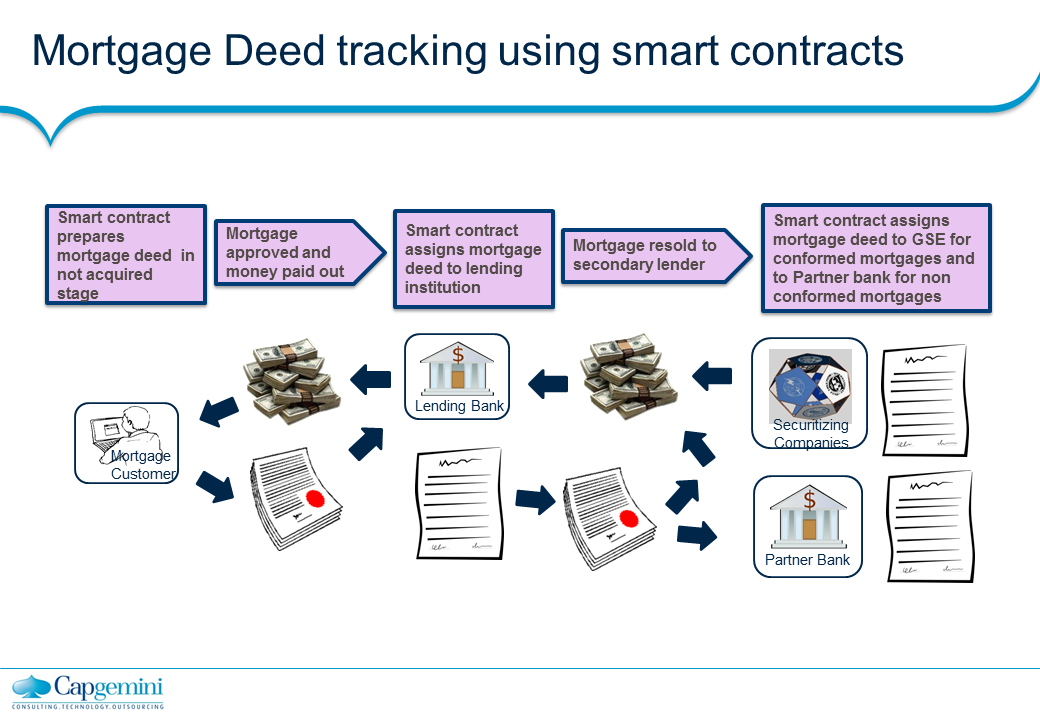 Mortgage Deed tracking using smart contracts
Smart contract
prepares
mortgage deed in
not acquired
stage
Mortgage
approved and
money paid out
Smart contract
assigns mortgage
deed to lending
institution
Mortgage resold to
secondary lender
Smart contract assigns
mortgage deed to GSE for
conformed mortgages and
to Partner bank for non
conformed mortgages
$
Lending Bank
Securitizing
Companies
Mortgage
Customer
$
Partner Bank
Capgemini
CONSULTING.TECHNOLOGY.OUTSOURCING